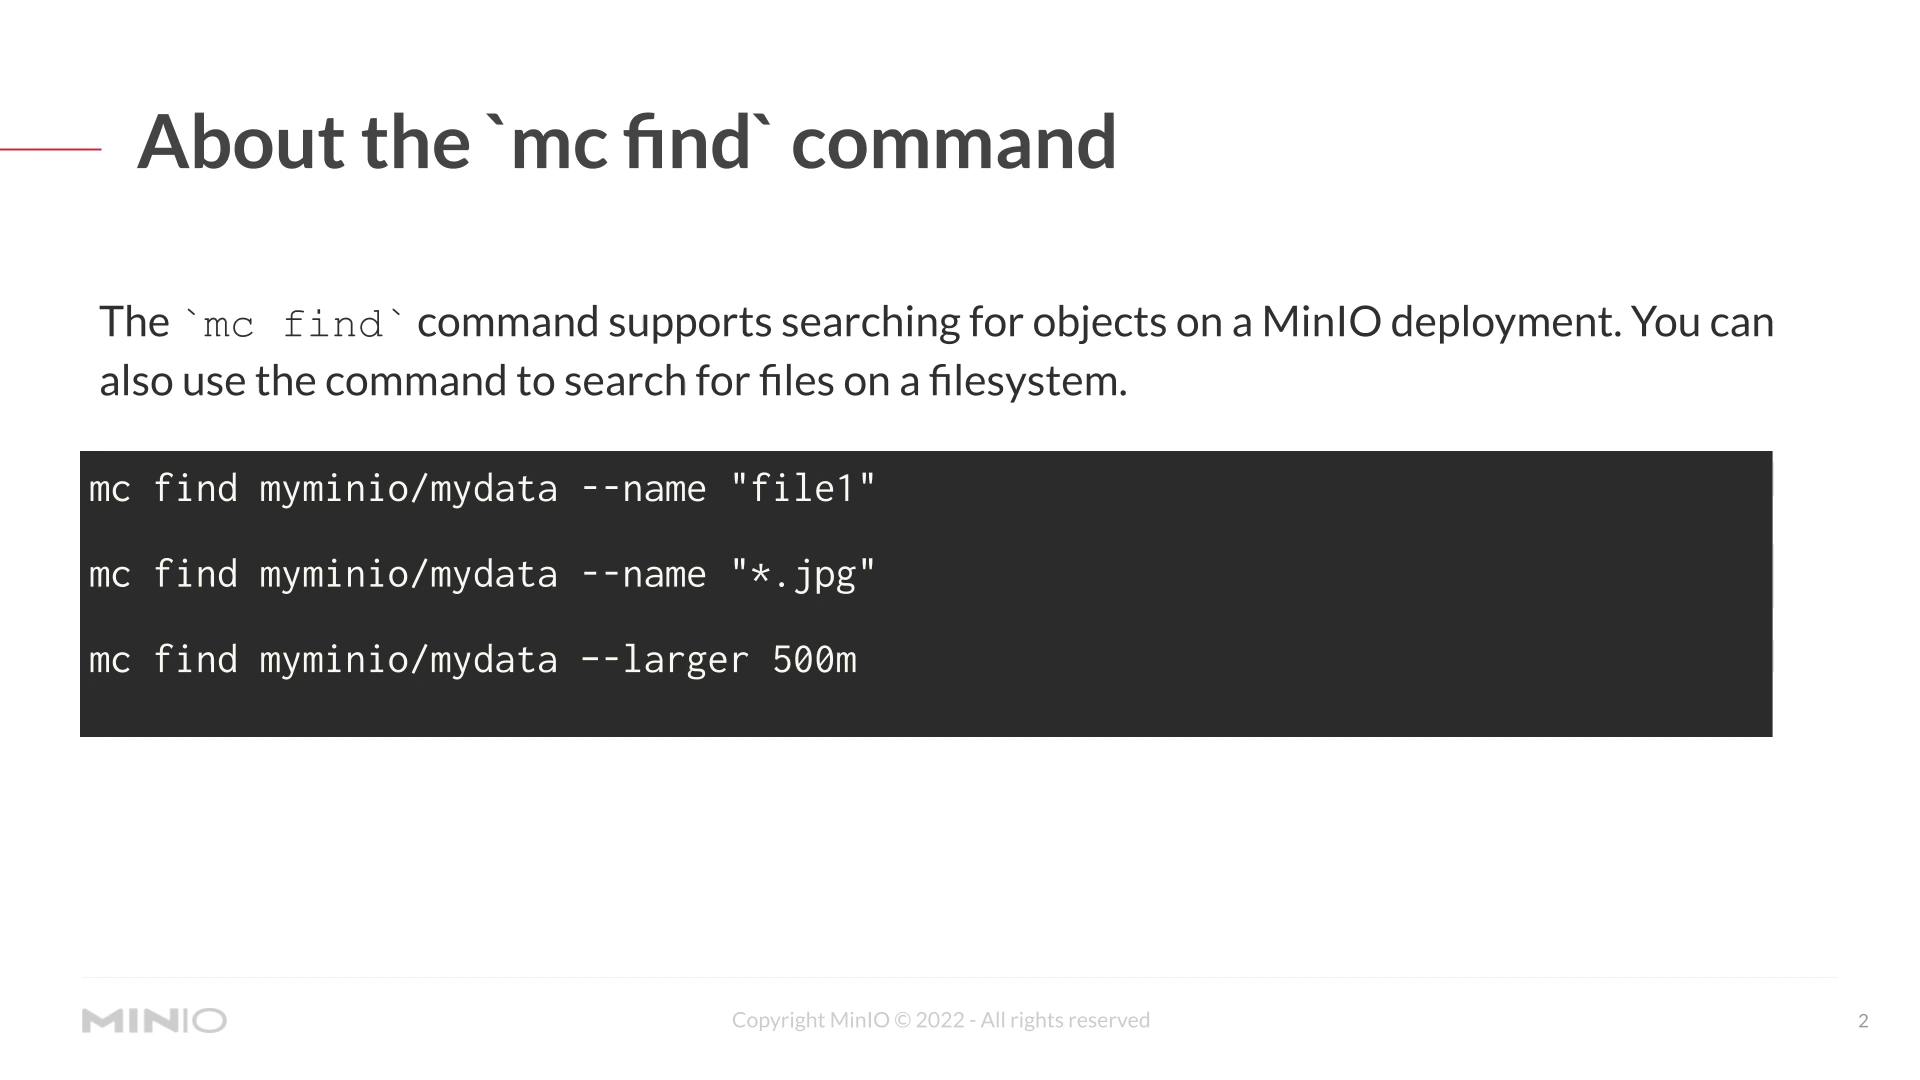 About the `mc find` command
The `mc find` command supports searching for objects on a MinIO deployment. You can
also use the command to search for files on a filesystem.
mc find myminio/mydata --name "file1"
mc find myminio/mydata --name "*.jpg"
mc find myminio/mydata --larger 500m
MINIO
Copyright MinIO © 2022 - All rights reserved
2